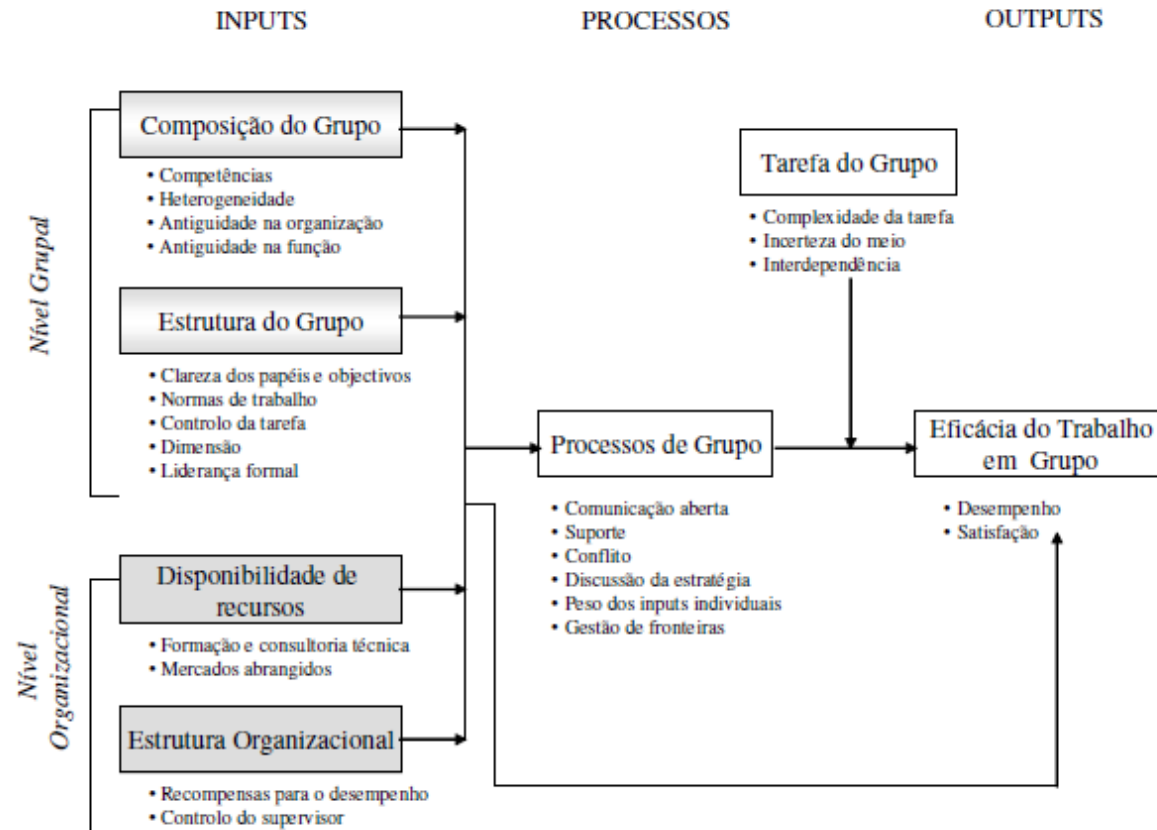 INPUTS
PROCESSOS
OUTPUTS
Nível Grupal
Composição do Grupo
• Competências
• Heterogeneidade
• Antiguidade na organização
• Antiguidade na função
Estrutura do Grupo
• Clareza dos papéis e objectivos
• Normas de trabalho
• Controlo da tarefa
• Dimensão
• Liderança formal
Nível
Organizacional
Disponibilidade de
recursos
• Formação e consultoria técnica
• Mercados abrangidos
Estrutura Organizacional
• Recompensas para o desempenho
• Controlo do supervisor
Processos de Grupo
• Comunicação aberta
• Suporte
• Conflito
• Discussão da estratégia
• Peso dos inputs individuais
• Gestão de fronteiras
Tarefa do Grupo
• Complexidade da tarefa
• Incerteza do meio
• Interdependência
Eficácia do Trabalho
em Grupo
• Desempenho
• Satisfação